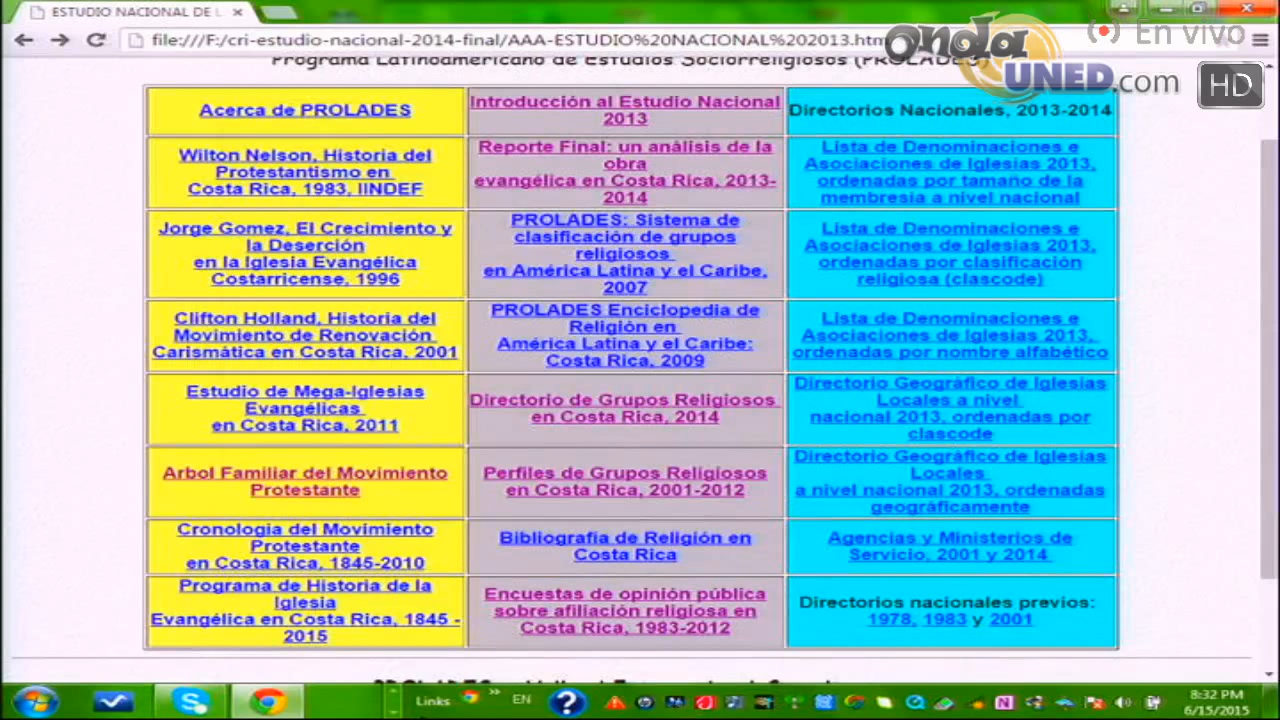 ESTUDIO NACIONAL DE L
file:///F:/cri-estudio-nacional-2014-final/AAA-ESTUDIO%20NACIONAL%202013.htm
onda
UNED.com
En vivo
HD
Programa Latinoamericano de Estudios Sociorreligiosos (PROLADES)
Acerca de PROLADES
Introducción al Estudio Nacional
2013
Directorios Nacionales, 2013-2014
Wilton Nelson, Historia del
Protestantismo en
Costa Rica, 1983, IINDEF
Reporte Final: un análisis de la
obra
evangélica en Costa Rica, 2013-
2014
Lista de Denominaciones e
Asociaciones de Iglesias 2013,
ordenadas por tamaño de la
membresia a nivel nacional
Jorge Gomez, El Crecimiento y
la Deserción
en la Iglesia Evangélica
Costarricense, 1996
PROLADES: Sistema de
clasificación de grupos
religiosos
en América Latina y el Caribe,
2007
Lista de Denominaciones e
Asociaciones de Iglesias 2013,
ordenadas por clasificación
religiosa (clascode)
Clifton Holland, Historia del
Movimiento de Renovación
Carismática en Costa Rica, 2001
PROLADES Enciclopedia de
Religión en
América Latina y el Caribe:
Costa Rica, 2009
Lista de Denominaciones e
Asociaciones de Iglesias 2013,
ordenadas por nombre alfabético
Estudio de Mega-Iglesias
Evangélicas
en Costa Rica, 2011
Directorio de Grupos Religiosos
en Costa Rica, 2014
Directorio Geográfico de Iglesias
Locales a nivel
nacional 2013, ordenadas por
clascode
Arbol Familiar del Movimiento
Protestante
Perfiles de Grupos Religiosos
en Costa Rica, 2001-2012
Directorio Geográfico de Iglesias
Locales
a nivel nacional 2013, ordenadas
geográficamente
Cronologia del Movimiento
Protestante
en Costa Rica, 1845-2010
Bibliografia de Religión en
Costa Rica
Agencias y Ministerios de
Servicio, 2001 y 2014
Programa de Historia de la
Iglesia
Evangélica en Costa Rica, 1845 -
2015
Encuestas de opinión pública
sobre afiliación religiosa en
Costa Rica, 1983-2012
Directorios nacionales previos:
1978, 1983 y 2001
Links
EN
8:32 PM
6/15/2015